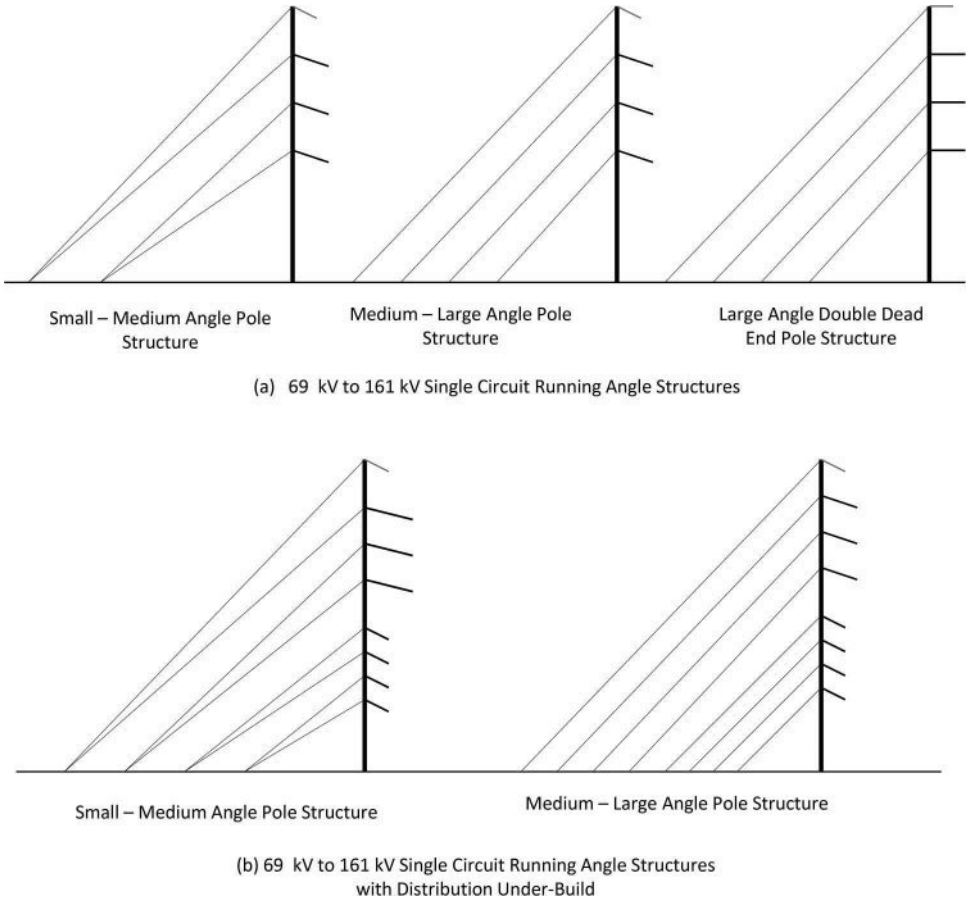 Small – Medium Angle Pole
Structure
Medium – Large Angle Pole
Structure
Large Angle Double Dead
End Pole Structure
(a) 69 kV to 161 kV Single Circuit Running Angle Structures
Small – Medium Angle Pole Structure
Medium – Large Angle Pole Structure
(b) 69 kV to 161 kV Single Circuit Running Angle Structures
with Distribution Under-Build